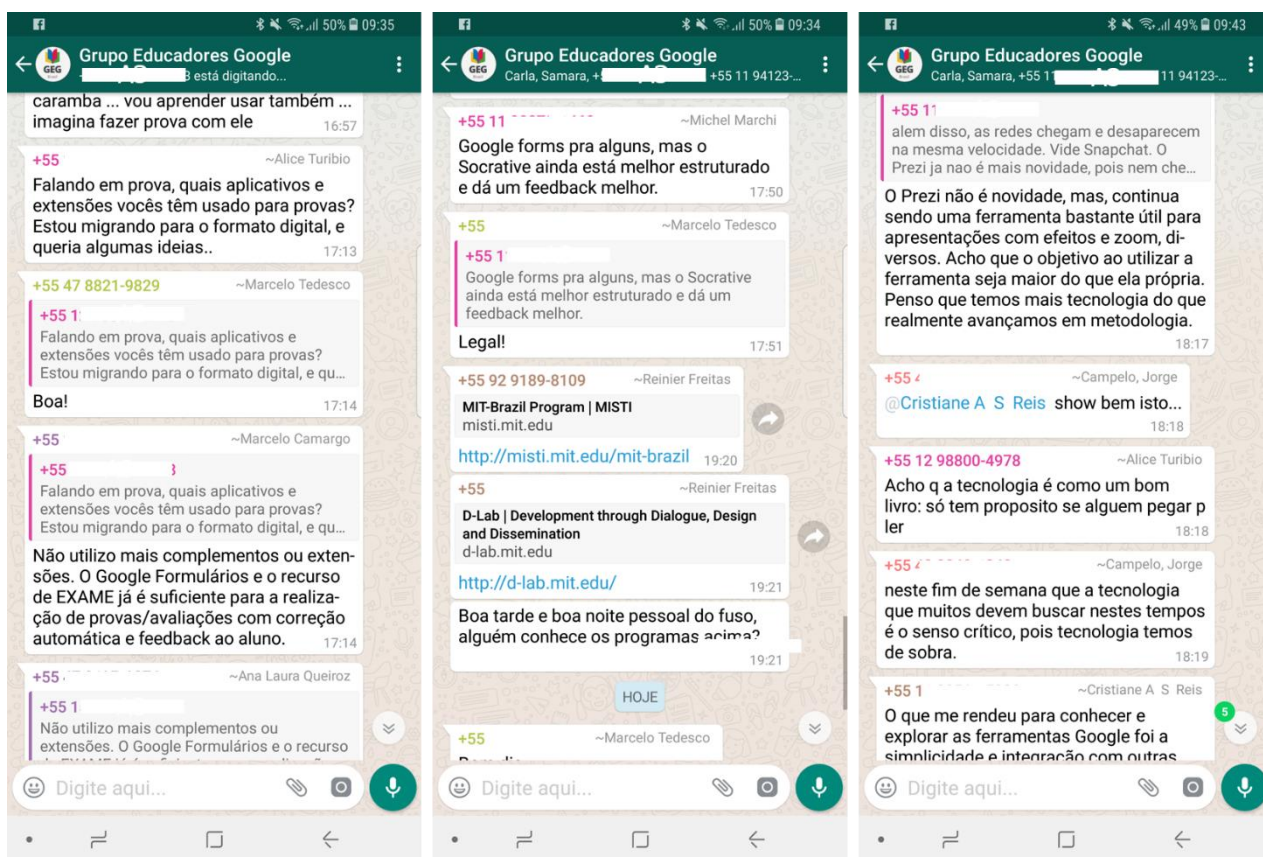 50% 09:35
Grupo Educadores Google
está digitando...
caramba ... vou aprender usar também ...
imagina fazer prova com ele 16:57
+55 ~Alice Turibio
Falando em prova, quais aplicativos e
extensões vocês têm usado para provas?
Estou migrando para o formato digital, e
queria algumas ideias.. 17:13
+55 47 8821-9829 ~Marcelo Tedesco
+55 1
Falando em prova, quais aplicativos e
extensões vocês têm usado para provas?
Estou migrando para o formato digital, e qu...
Boa! 17:14
+55 ~Marcelo Camargo
+55
Falando em prova, quais aplicativos e
extensões vocês têm usado para provas?
Estou migrando para o formato digital, e qu...
Não utilizo mais complementos ou exten-
sões. O Google Formulários e o recurso
de EXAME já é suficiente para a realiza-
ção de provas/avaliações com correção
automática e feedback ao aluno. 17:14
+55 ~Ana Laura Queiroz
+55 1
Não utilizo mais complementos ou
extensões. O Google Formulários e o recurso
Digite aqui...
50% 09:34
GEG
Grupo Educadores Google
Carla, Samara, +5 +55 11 94123-...
+55 11 ~Michel Marchi
Google forms pra alguns, mas o
Socrative ainda está melhor estruturado
e dá um feedback melhor. 17:50
+55 ~Marcelo Tedesco
+55 1
Google forms pra alguns, mas o Socrative
ainda está melhor estruturado e dá um
feedback melhor.
Legal! 17:51
+55 92 9189-8109 ~Reinier Freitas
MIT-Brazil Program | MISTI
misti.mit.edu
http://misti.mit.edu/mit-brazil 19:20
+55 ~Reinier Freitas
D-Lab | Development through Dialogue, Design
and Dissemination
d-lab.mit.edu
http://d-lab.mit.edu/ 19:21
Boa tarde e boa noite pessoal do fuso,
alguém conhece os programas acima?
19:21
HOJE
+55 ~Marcelo Tedesco
Digite aqui...
49% 09:43
GEG
Grupo Educadores Google
Carla, Samara, +55 1 11 94123-...
+55 11
alem disso, as redes chegam e desaparecem
na mesma velocidade. Vide Snapchat. O
Prezi ja nao é mais novidade, pois nem che...
O Prezi não é novidade, mas, continua
sendo uma ferramenta bastante útil para
apresentações com efeitos e zoom, di-
versos. Acho que o objetivo ao utilizar a
ferramenta seja maior do que ela própria.
Penso que temos mais tecnologia do que
realmente avançamos em metodologia.
18:17
+55 4 ~Campelo, Jorge
@Cristiane A S Reis show bem isto...
18:18
+55 12 98800-4978 ~Alice Turibio
Acho q a tecnologia é como um bom
livro: só tem proposito se alguem pegar p
ler 18:18
+55 4 ~Campelo, Jorge
neste fim de semana que a tecnologia
que muitos devem buscar nestes tempos
é o senso crítico, pois tecnologia temos
de sobra. 18:19
+55 1 ~Cristiane A S Reis
O que me rendeu para conhecer e
explorar as ferramentas Google foi a
simplicidade e integração com outras
5
Digite aqui...